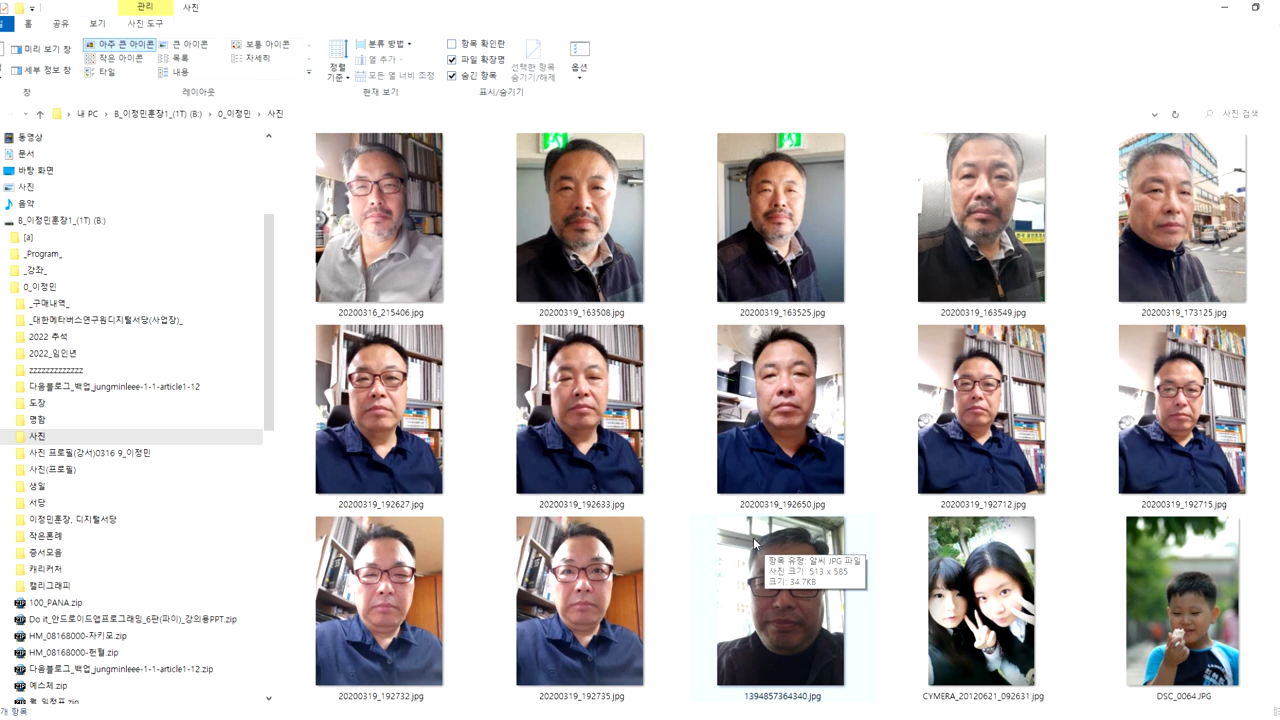 관리
사진
홈
공유
보기
사진 도구
미리 보기 창
세부 정보 창
창
아주 큰 아이콘
큰 아이콘
보통 아이콘
작은 아이콘
목록
자세히
타일
내용
레이아웃
정렬
기준
분류 방법
열 추가
모든 열 너비 조정
현재 보기
항목 확인란
파일 확장명
숨긴 항목
선택한 항목
숨기기/해제
표시/숨기기
옵션
내 PC › B_이정민훈장1_(1T) (B:) › 0_이정민 › 사진
사진 검색
동영상
문서
바탕 화면
사진
음악
B_이정민훈장1_(1T) (B:)
[a]
_Program_
_강좌_
0_이정민
_구매내역_
_대한메타버스연구원디지털서당(사업장)_
2022 추석
2022_임인년
zzzzzzzzzzzzz
다음블로그_백업_jungminleee-1-1-article1-12
도장
명함
사진
사진 프로필(강서)0316 9_이정민
사진(프로필)
생일
서당
이정민훈장, 디지털서당
작은혼례
증서모음
캐리커저
캘리그래피
100_PANA.zip
Do it_안드로이드앱프로그래밍_6판(파이)_강의용PPT.zip
HM_08168000-자키모.zip
HM_08168000-헌혈.zip
다음블로그_백업_jungminleee-1-1-article1-12.zip
예스제.zip
개 항목
20200316_215406.jpg
20200319_163508.jpg
20200319_163525.jpg
20200319_163549.jpg
20200319_173125.jpg
20200319_192627.jpg
20200319_192633.jpg
20200319_192650.jpg
20200319_192712.jpg
20200319_192715.jpg
항목 유형: 알씨 JPG 파일
사진 크기: 513 x 585
크기: 34.7KB
20200319_192732.jpg
20200319_192735.jpg
1394857364340.jpg
CYMERA_20120621_092631.jpg
DSC_0064.JPG